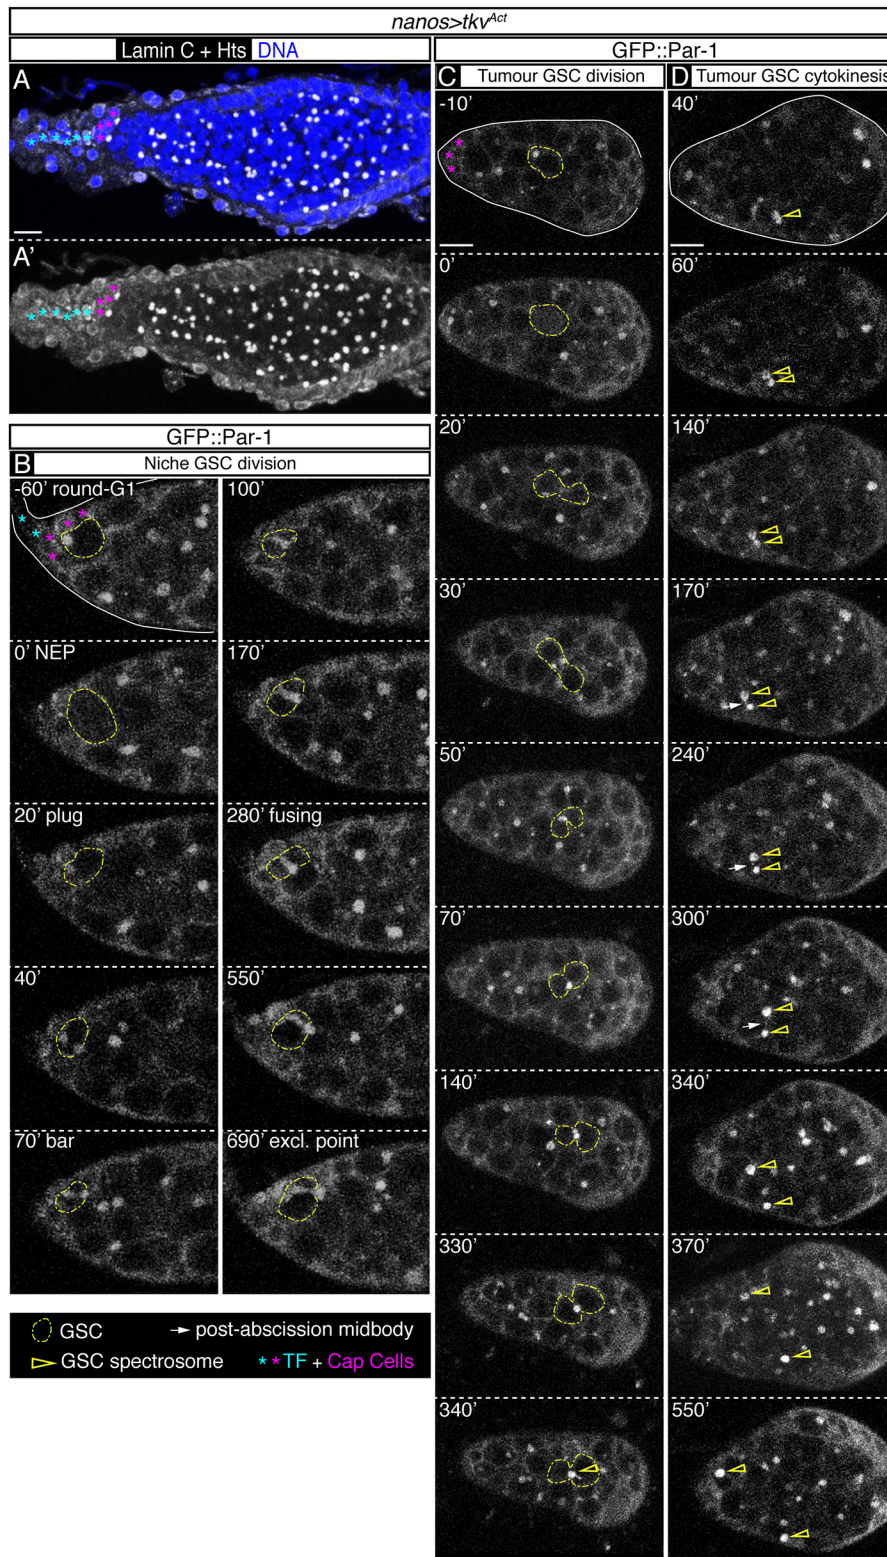 nanos>tkvAct
Lamin C + Hts DNA
A
A'
GFP::Par-1
B Niche GSC division
-60' round-G1
100'
0' NEP
170'
20' plug
280' fusing
40'
550'
70' bar
690' excl. point
GSC
post-abscission midbody
GSC spectrosome
** TF + Cap Cells
GFP::Par-1
C Tumour GSC division
-10'
0'
20'
30'
50'
70'
140'
330'
340'
D Tumour GSC cytokinesis
40'
60'
140'
170'
240'
300'
340'
370'
550'